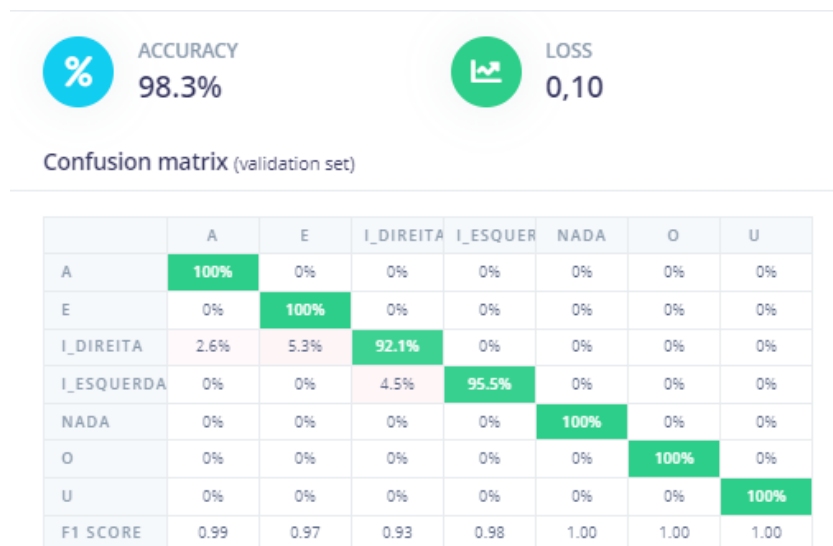 ACCURACY
98.3%
LOSS
0,10
Confusion matrix (validation set)
A E I_DIREITA I_ESQUER NADA O U
A 100% 0% 0% 0% 0% 0% 0%
E 0% 100% 0% 0% 0% 0% 0%
I_DIREITA 2.6% 5.3% 92.1% 0% 0% 0% 0%
I_ESQUERDA 0% 0% 4.5% 95.5% 0% 0% 0%
NADA 0% 0% 0% 0% 100% 0% 0%
O 0% 0% 0% 0% 0% 100% 0%
U 0% 0% 0% 0% 0% 0% 100%
F1 SCORE 0.99 0.97 0.93 0.98 1.00 1.00 1.00